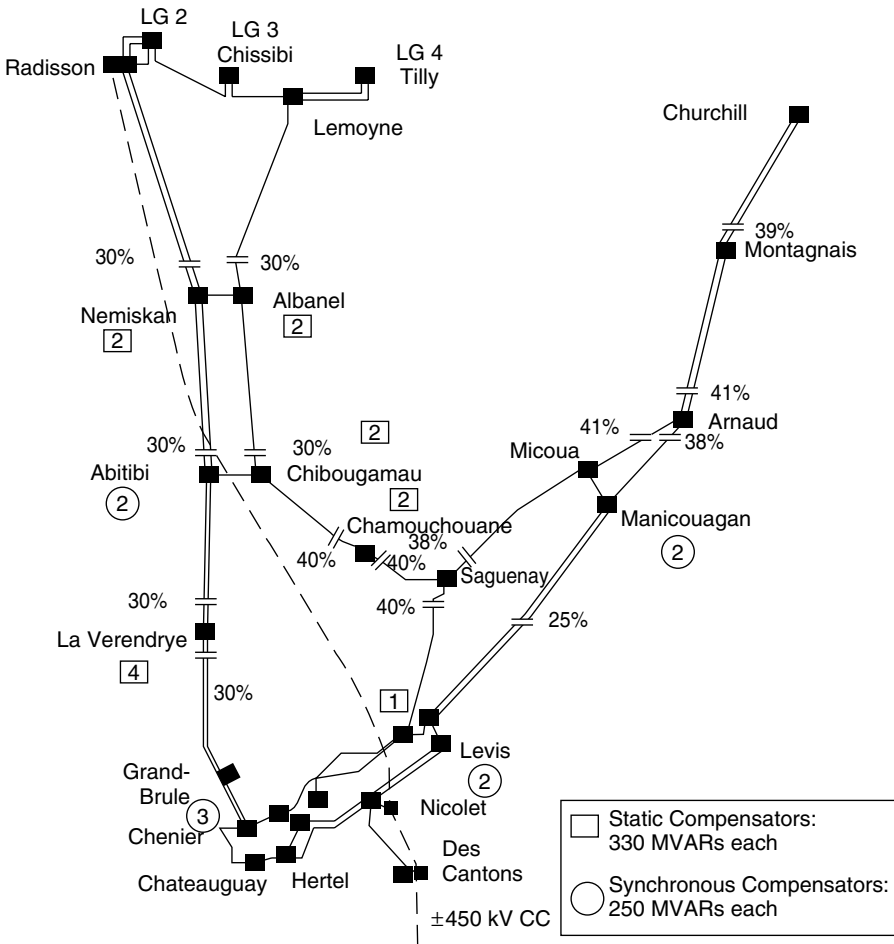 LG 2
LG 3
Chissibi
LG 4
Tilly
Radisson
Lemoyne
Churchill
39%
Montagnais
30%
30%
Nemiskan
2
Albanel
2
41%
Arnaud
41%
38%
30%
30%
2
Micoua
Abitibi
2
Chibougamau
2
Manicouagan
2
Chamouchouane
38%
40%
40%
Saguenay
30%
40%
25%
La Verendrye
4
30%
1
Levis
2
Grand-
Brule
3
Chenier
Nicolet
Chateauguay
Hertel
Des
Cantons
±450 kV CC
Static Compensators:
330 MVARs each
Synchronous Compensators:
250 MVARs each